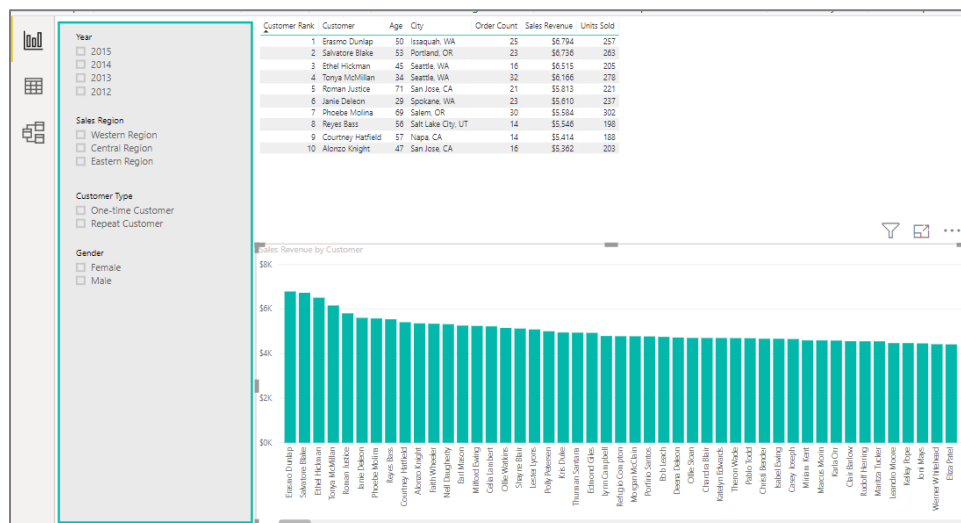 Year
2015
2014
2013
2012
Sales Region
Western Region
Central Region
Eastern Region
Customer Type
One-time Customer
Repeat Customer
Gender
Female
Male
Customer Rank Customer Age City Order Count Sales Revenue Units Sold
1 Erasmo Dunlap 50 Issaquah, WA 25 $6,794 257
2 Salvatore Blake 53 Portland, OR 23 $6,736 263
3 Ethel Hickman 45 Seattle, WA 16 $6,515 205
4 Tonya McMillan 34 Seattle, WA 32 $6,166 278
5 Roman Justice 71 San Jose, CA 21 $5,813 221
6 Janie Deleon 29 Spokane, WA 23 $5,610 237
7 Phoebe Molina 69 Salem, OR 30 $5,584 302
8 Reyes Bass 56 Salt Lake City, UT 14 $5,546 198
9 Courtney Hatfield 57 Napa, CA 14 $5,414 188
10 Alonzo Knight 47 San Jose, CA 16 $5,362 203
Sales Revenue by Customer
$8K
$6K
$4K
$2K
$0K
Erasmo Dunlap
Salvatore Blake
Ethel Hickman
Tonya McMillan
Roman Justice
Janie Deleon
Phoebe Molina
Reyes Bass
Courtney Hatfield
Alonzo Knight
Faith Wheeler
Neil Daugherty
Earl Mason
Milford Ewing
Celia Lambert
Ollie Watkins
Shayne Blair
Lester Lyons
Polly Petersen
Kris Duke
Thurman Santana
Edmond Giles
Lynn Campbell
Refugio Compton
Morgan McClain
Porfirio Santos
Bob Leach
Deena Deleon
Ollie Sloan
Chandra Blair
Katelyn Edwards
Theron Wade
Pablo Todd
Christi Bender
Isabel Ewing
Casey Joseph
Miriam Kent
Marcus Morin
Karla Orr
Clair Barlow
Rudolf Herring
Maritza Tucker
Leandro Moore
Kelley Pope
Joni Mays
Werner Whitehead
Eliza Patel